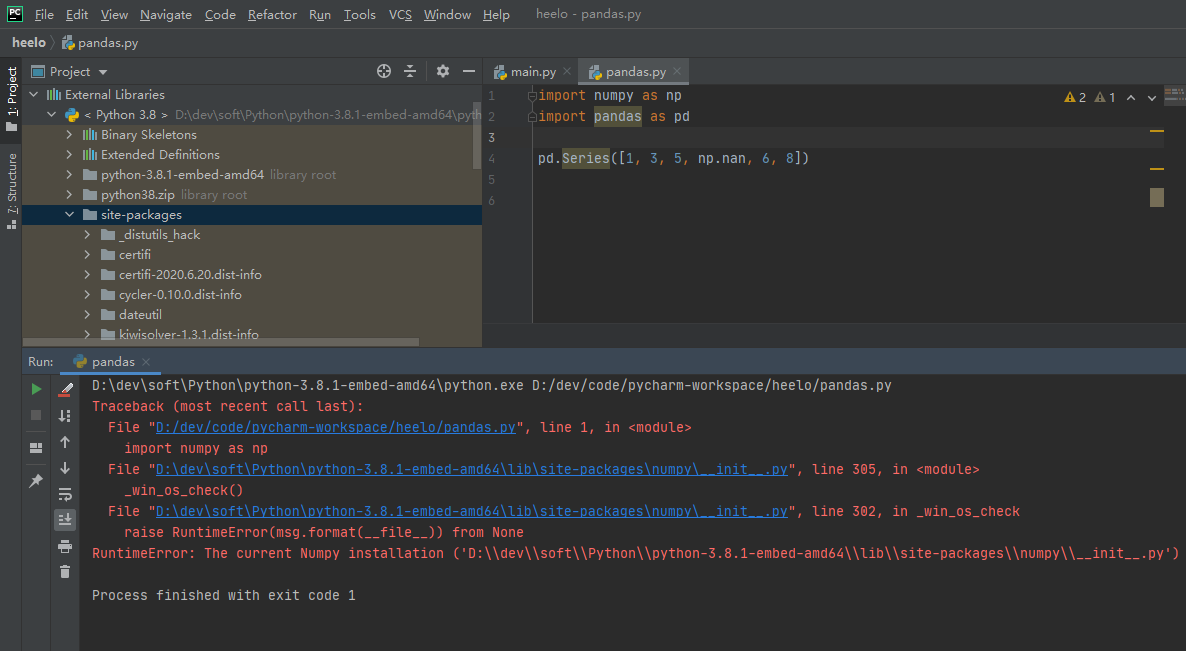 PC File Edit View Navigate Code Refactor Run Tools VCS Window Help heelo - pandas.py
heelo pandas.py
1: Project
7: Structure
Project
External Libraries
< Python 3.8 > D:\dev\soft\Python\python-3.8.1-embed-amd64\pyth
Binary Skeletons
Extended Definitions
python-3.8.1-embed-amd64 library root
python38.zip library root
site-packages
_distutils_hack
certifi
certifi-2020.6.20.dist-info
cycler-0.10.0.dist-info
dateutil
kiwisolver-1.3.1.dist-info
main.py pandas.py
2 1
1 import numpy as np
2 import pandas as pd
3
4 pd.Series([1, 3, 5, np.nan, 6, 8])
5
6
Run: pandas
D:\dev\soft\Python\python-3.8.1-embed-amd64\python.exe D:/dev/code/pycharm-workspace/heelo/pandas.py
Traceback (most recent call last):
File "D:/dev/code/pycharm-workspace/heelo/pandas.py", line 1, in <module>
import numpy as np
File "D:\dev\soft\Python\python-3.8.1-embed-amd64\lib\site-packages\numpy\__init__.py", line 305, in <module>
_win_os_check()
File "D:\dev\soft\Python\python-3.8.1-embed-amd64\lib\site-packages\numpy\__init__.py", line 302, in _win_os_check
raise RuntimeError(msg.format(__file__)) from None
RuntimeError: The current Numpy installation ('D:\\dev\\soft\\Python\\python-3.8.1-embed-amd64\\lib\\site-packages\\numpy\\__init__.py')
Process finished with exit code 1